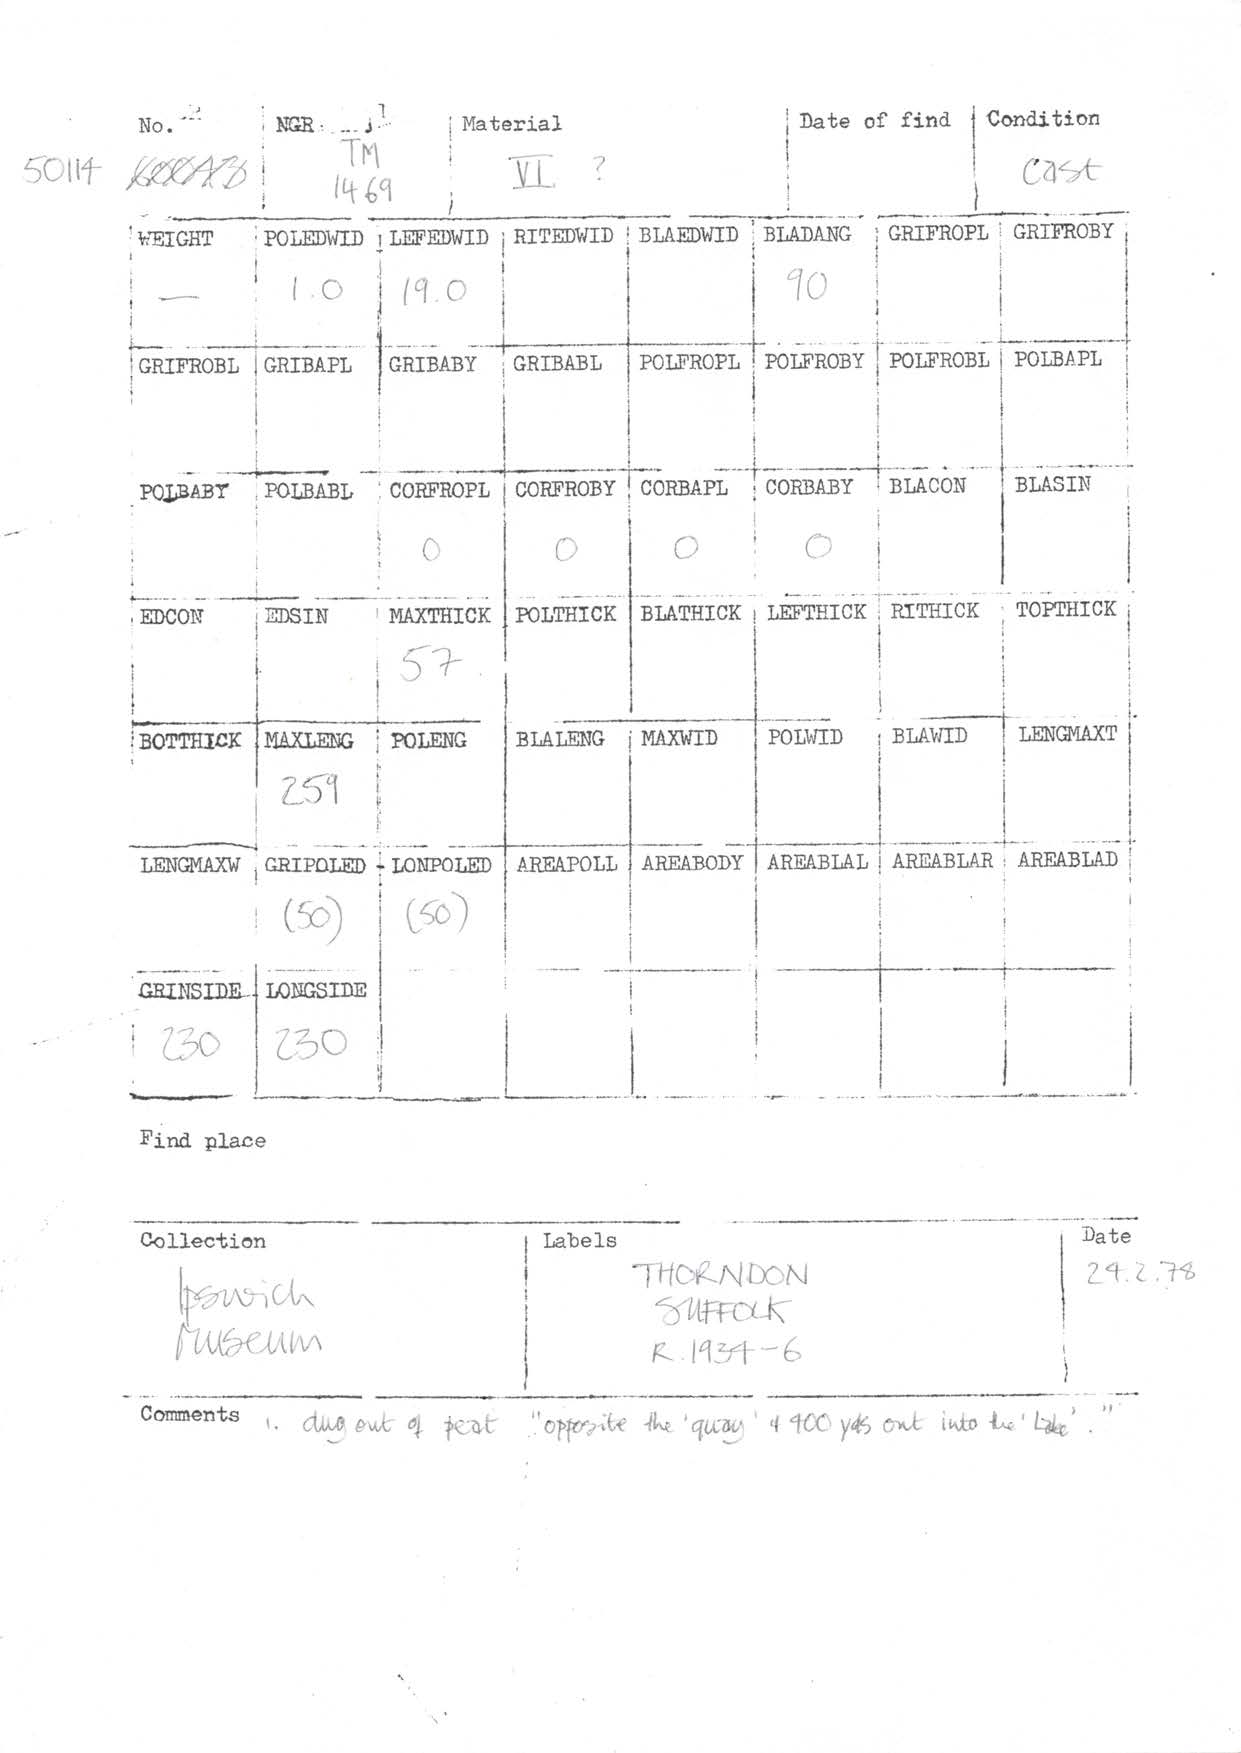 No. NGR Material Date of find Condition
50114 TM VI ? Cast
1469
WEIGHT POLEDWID LEFEDWID RITEDWID BLAEDWID BLADANG GRIFROPL GRIFROBY
— 1.0 19.0 90
GRIFROBL GRIBAPL GRIBABY GRIBABL POLFROPL POLFROBY POLFROBL POLBAPL
POLBABY POLBABL CORFROPL CORFROBY CORBAPL CORBABY BLACON BLASIN
0 0 0 0
EDCON EDSIN MAXTHICK POLTHICK BLATHICK LEFTHICK RITHICK TOPTHICK
57
BOTTHICK MAXLENG POLENG BLALENG MAXWID POLWID BLAWID LENGMAXT
259
LENGMAXW GRIPOLED LONPOLED AREAPOLL AREABODY AREABLAL AREABLAR AREABLAD
(50) (50)
GRINSIDE LONGSIDE
230 230
Find place
Collection Labels Date
Ipswich THORNDON 24.2.78
Museum SUFFOLK
R.1934-6
Comments 1. dug out of peat "opposite the 'quay' & 400 yds out into the 'Lake'."